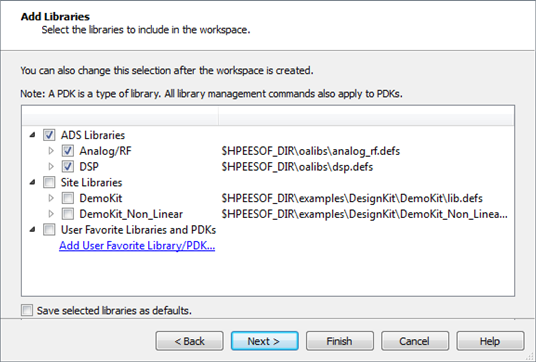 Add Libraries
Select the libraries to include in the workspace.
You can also change this selection after the workspace is created.
Note: A PDK is a type of library. All library management commands also apply to PDKs.
ADS Libraries
Analog/RF $HPEESOF_DIR\oalibs\analog_rf.defs
DSP $HPEESOF_DIR\oalibs\dsp.defs
Site Libraries
DemoKit $HPEESOF_DIR\examples\DesignKit\DemoKit\lib.defs
DemoKit_Non_Linear $HPEESOF_DIR\examples\DesignKit\DemoKit_Non_Linea...
User Favorite Libraries and PDKs
Add User Favorite Library/PDK...
Save selected libraries as defaults.
< Back Next > Finish Cancel Help